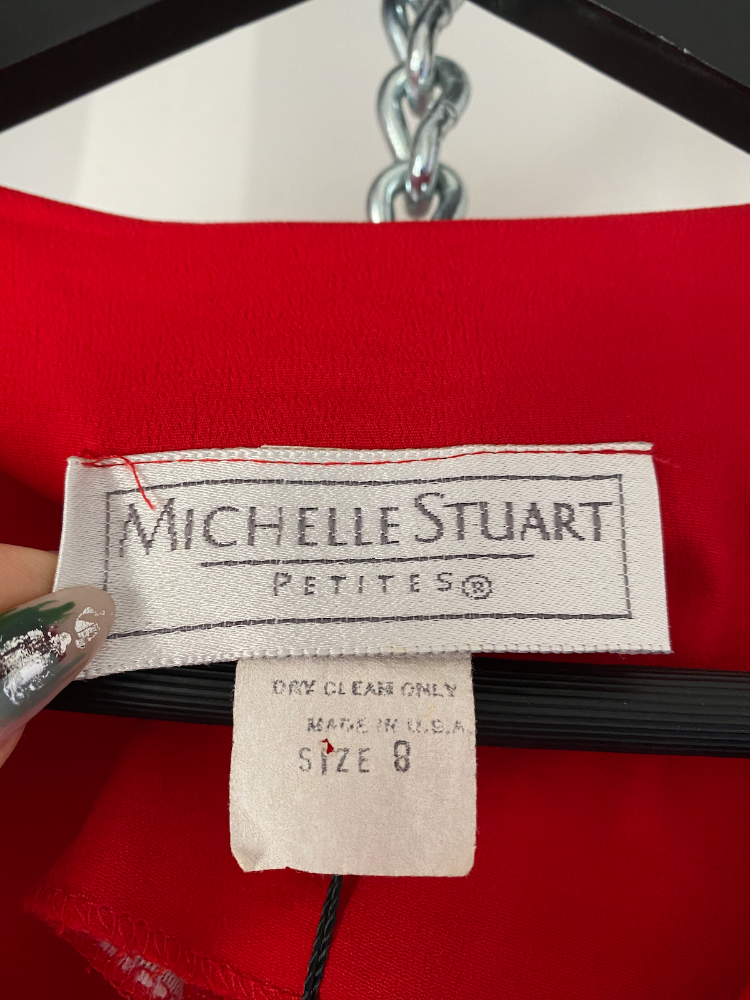 MICHELLE STUART
PETITES®
DRY CLEAN ONLY
MADE IN U.S.A.
SIZE 8